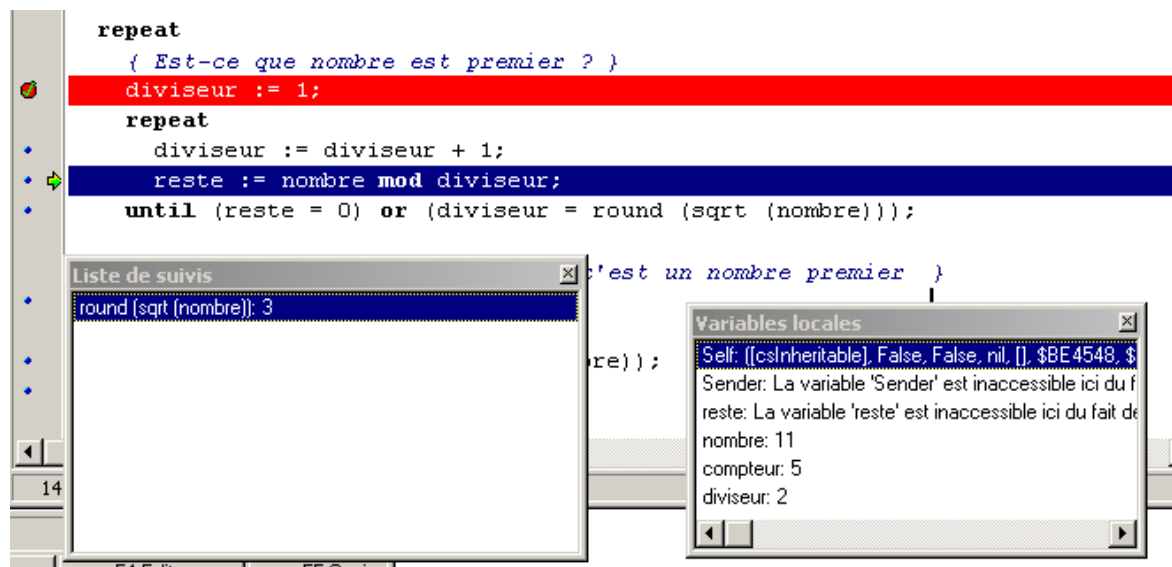 repeat
{ Est-ce que nombre est premier ? }
diviseur := 1;
repeat
diviseur := diviseur + 1;
reste := nombre mod diviseur;
until (reste = 0) or (diviseur = round (sqrt (nombre)));
c'est un nombre premier }
Liste de suivis
round (sqrt (nombre)): 3
re));
Variables locales
Self: ([csInheritable], False, False, nil, [], $BE4548, $
Sender: La variable 'Sender' est inaccessible ici du f
reste: La variable 'reste' est inaccessible ici du fait de
nombre: 11
compteur: 5
diviseur: 2
14